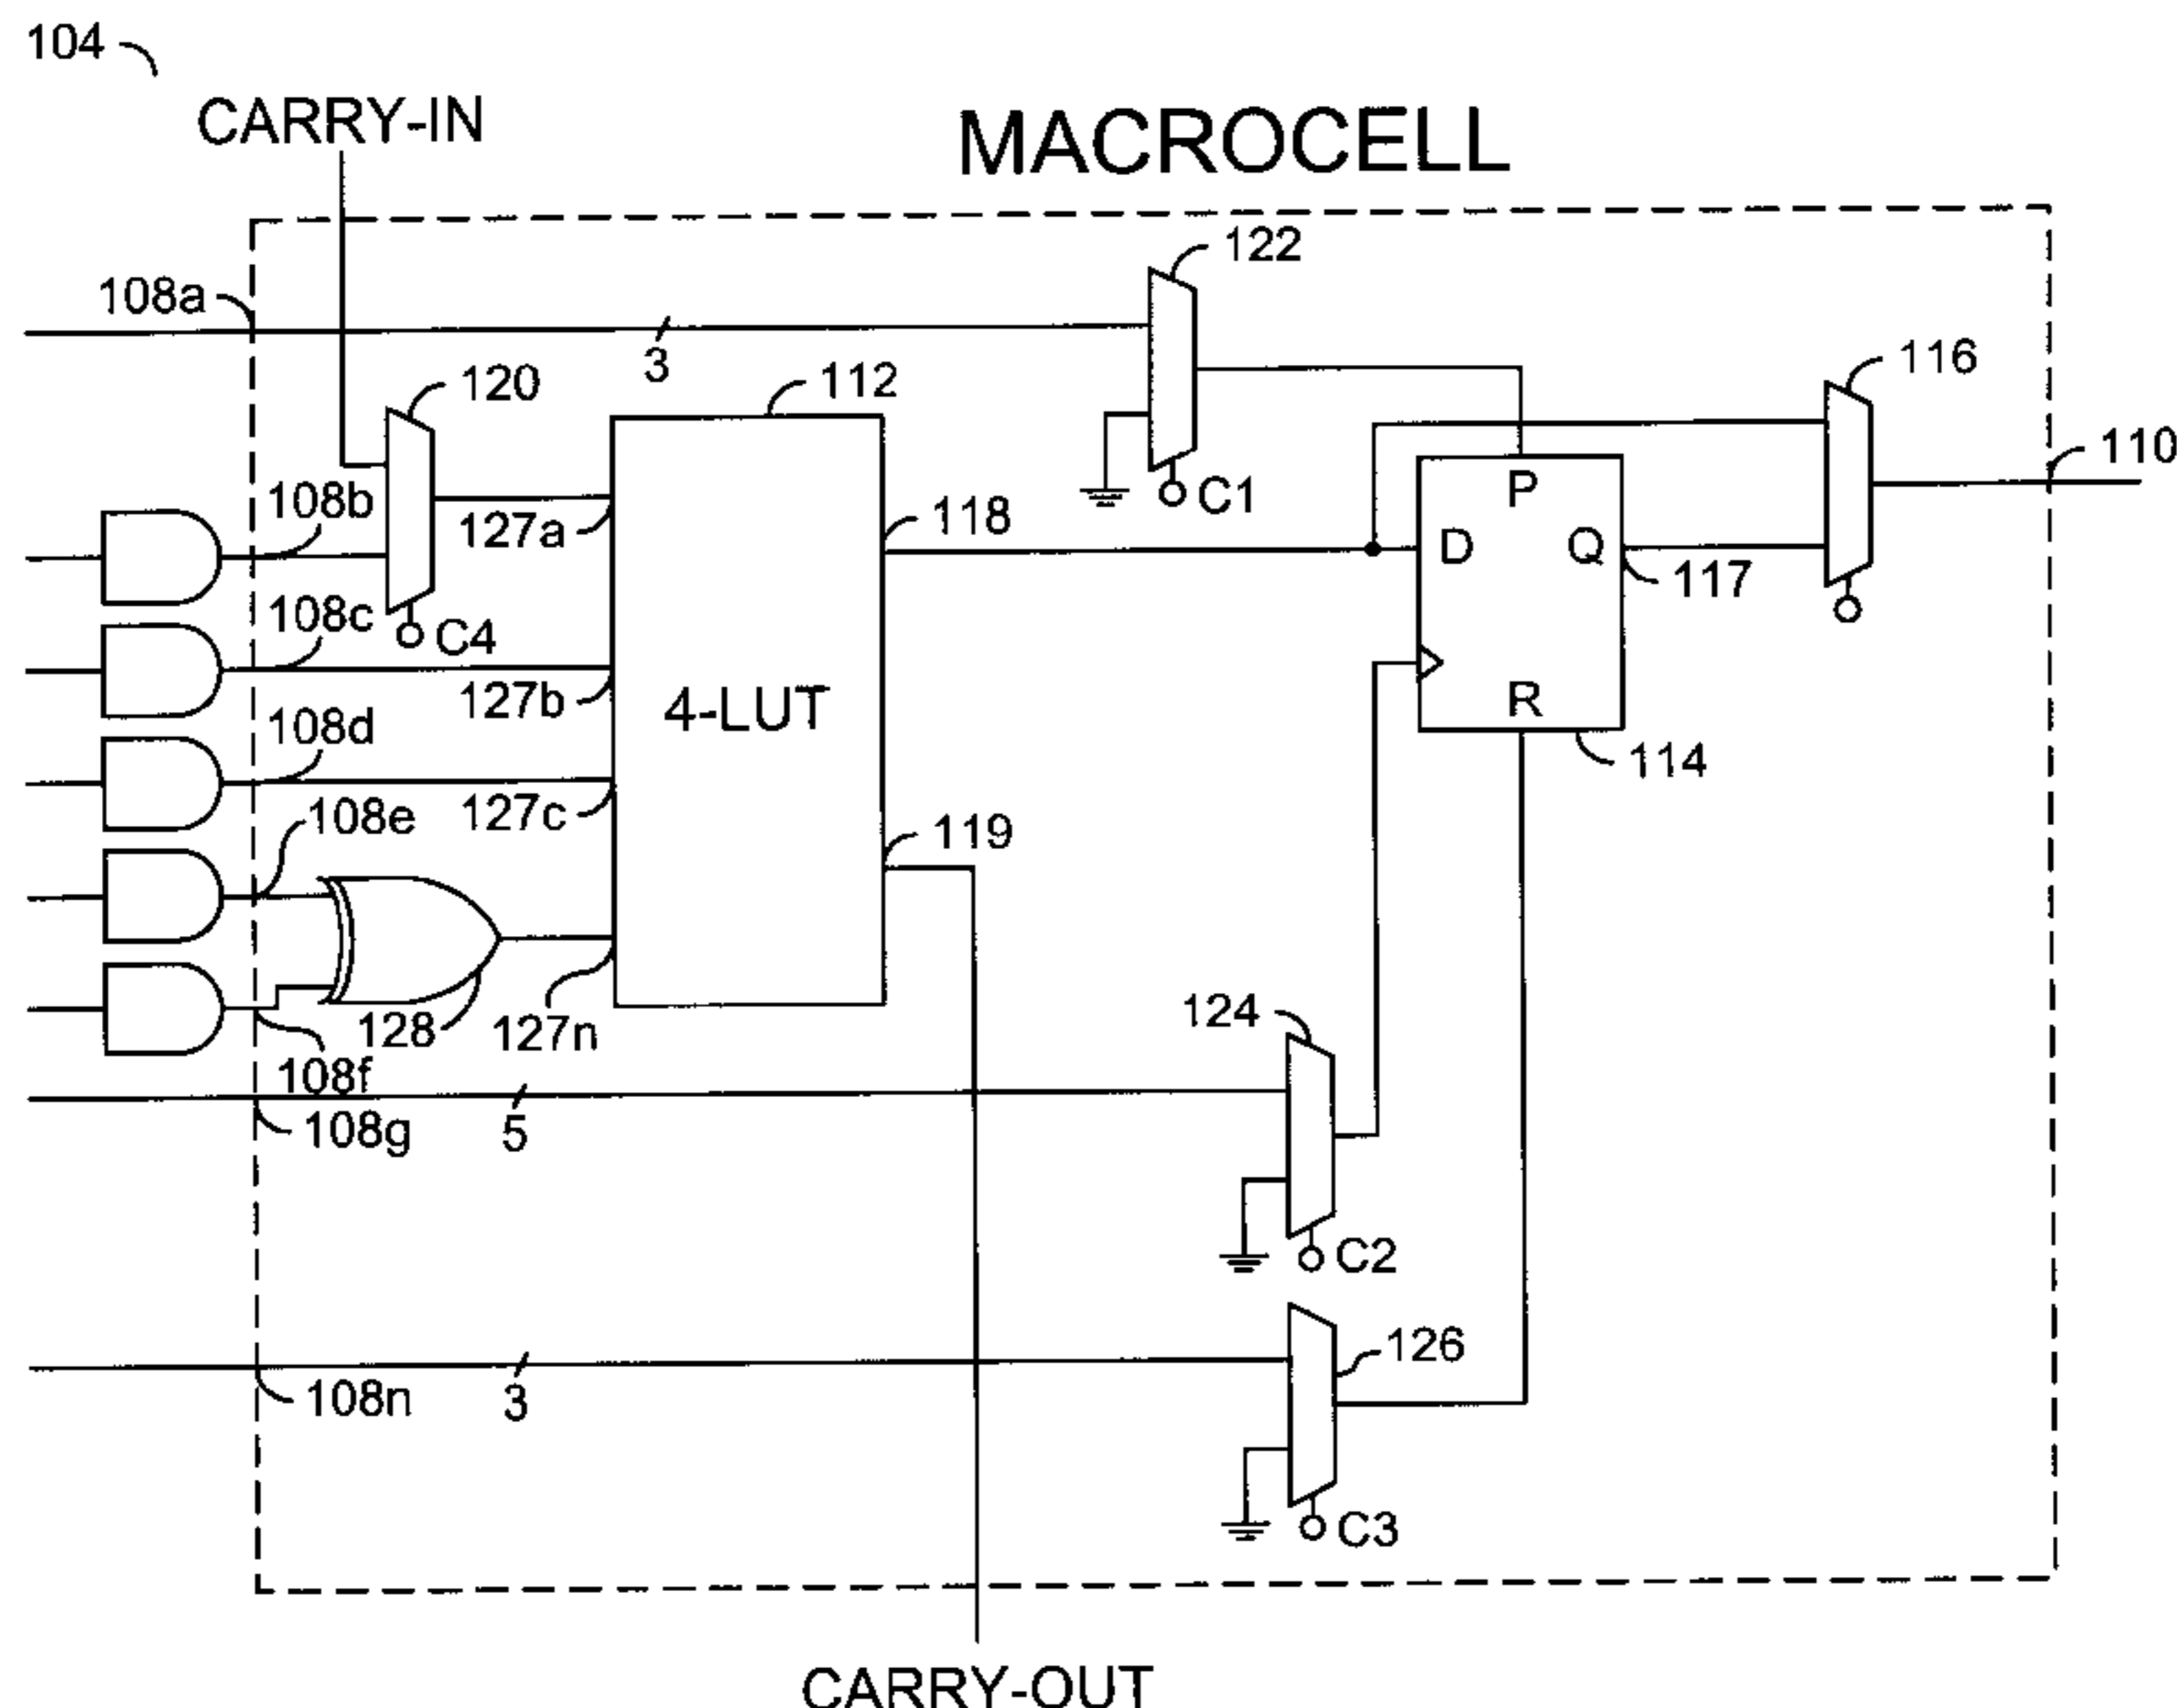 104
CARRY-IN
MACROCELL
122
108a
3
120
112
116
110
C1
P
108b
127a
118
D
Q
117
C4
108c
127b
4-LUT
R
108d
114
127c
108e
119
128
127n
124
108f
108g
5
C2
126
108n
3
C3
CARRY-OUT